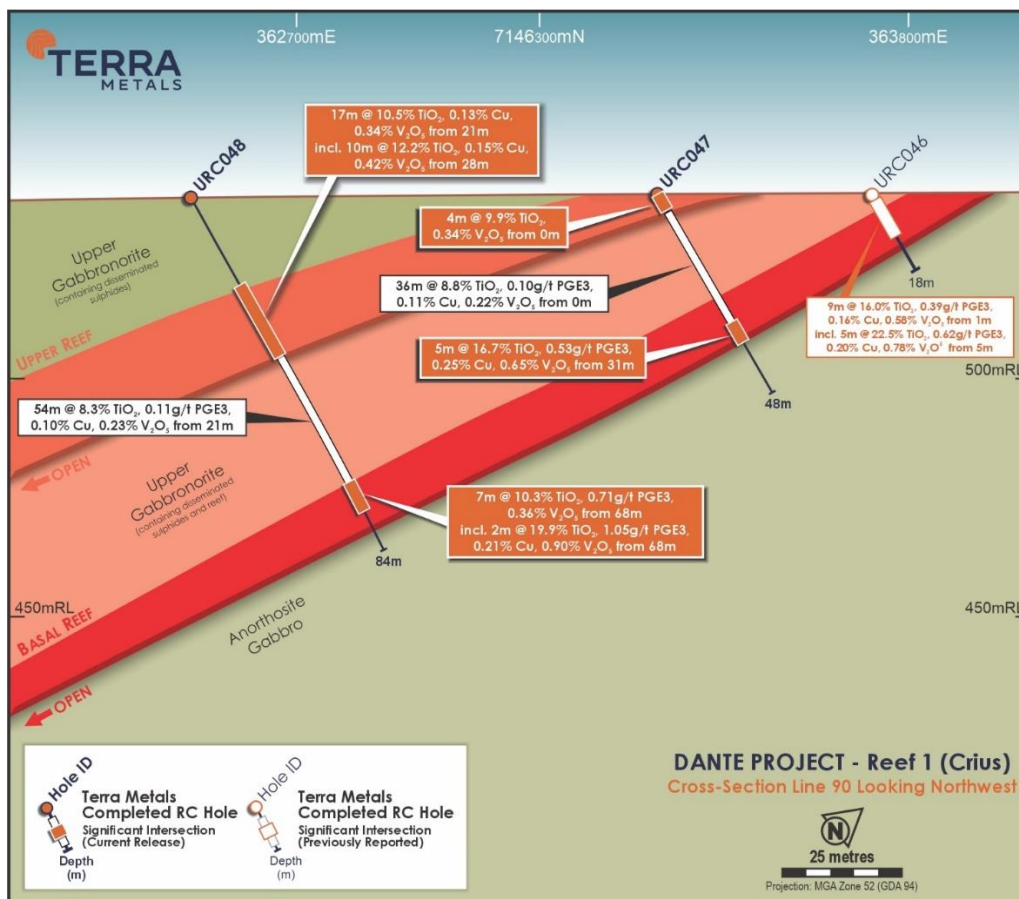 362700mE
7146300mN
363800mE
TERRA
METALS
17m @ 10.5% TiO₂, 0.13% Cu,
0.34% V₂O₅ from 21m
incl. 10m @ 12.2% TiO₂, 0.15% Cu,
0.42% V₂O₅ from 28m
URC048
URC047
URC046
4m @ 9.9% TiO₂,
0.34% V₂O₅ from 0m
Upper
Gabbronorite
(containing disseminated
sulphides)
36m @ 8.8% TiO₂, 0.10g/t PGE3,
0.11% Cu, 0.22% V₂O₅ from 0m
18m
9m @ 16.0% TiO₂, 0.39g/t PGE3,
0.16% Cu, 0.58% V₂O₅ from 1m
incl. 5m @ 22.5% TiO₂, 0.62g/t PGE3,
0.20% Cu, 0.78% V₂O⁵ from 5m
UPPER REEF
5m @ 16.7% TiO₂, 0.53g/t PGE3,
0.25% Cu, 0.65% V₂O₅ from 31m
500mRL
48m
54m @ 8.3% TiO₂, 0.11g/t PGE3,
0.10% Cu, 0.23% V₂O₅ from 21m
OPEN
Upper
Gabbronorite
(containing disseminated
sulphides and reef)
7m @ 10.3% TiO₂, 0.71g/t PGE3,
0.36% V₂O₅ from 68m
incl. 2m @ 19.9% TiO₂, 1.05g/t PGE3,
0.21% Cu, 0.90% V₂O₅ from 68m
84m
450mRL
450mRL
BASAL REEF
Anorthosite
Gabbro
OPEN
Hole ID
Terra Metals
Completed RC Hole
Significant Intersection
(Current Release)
Depth
(m)
Hole ID
Terra Metals
Completed RC Hole
Significant Intersection
(Previously Reported)
Depth
(m)
DANTE PROJECT - Reef 1 (Crius)
Cross-Section Line 90 Looking Northwest
N
25 metres
Projection: MGA Zone 52 (GDA 94)